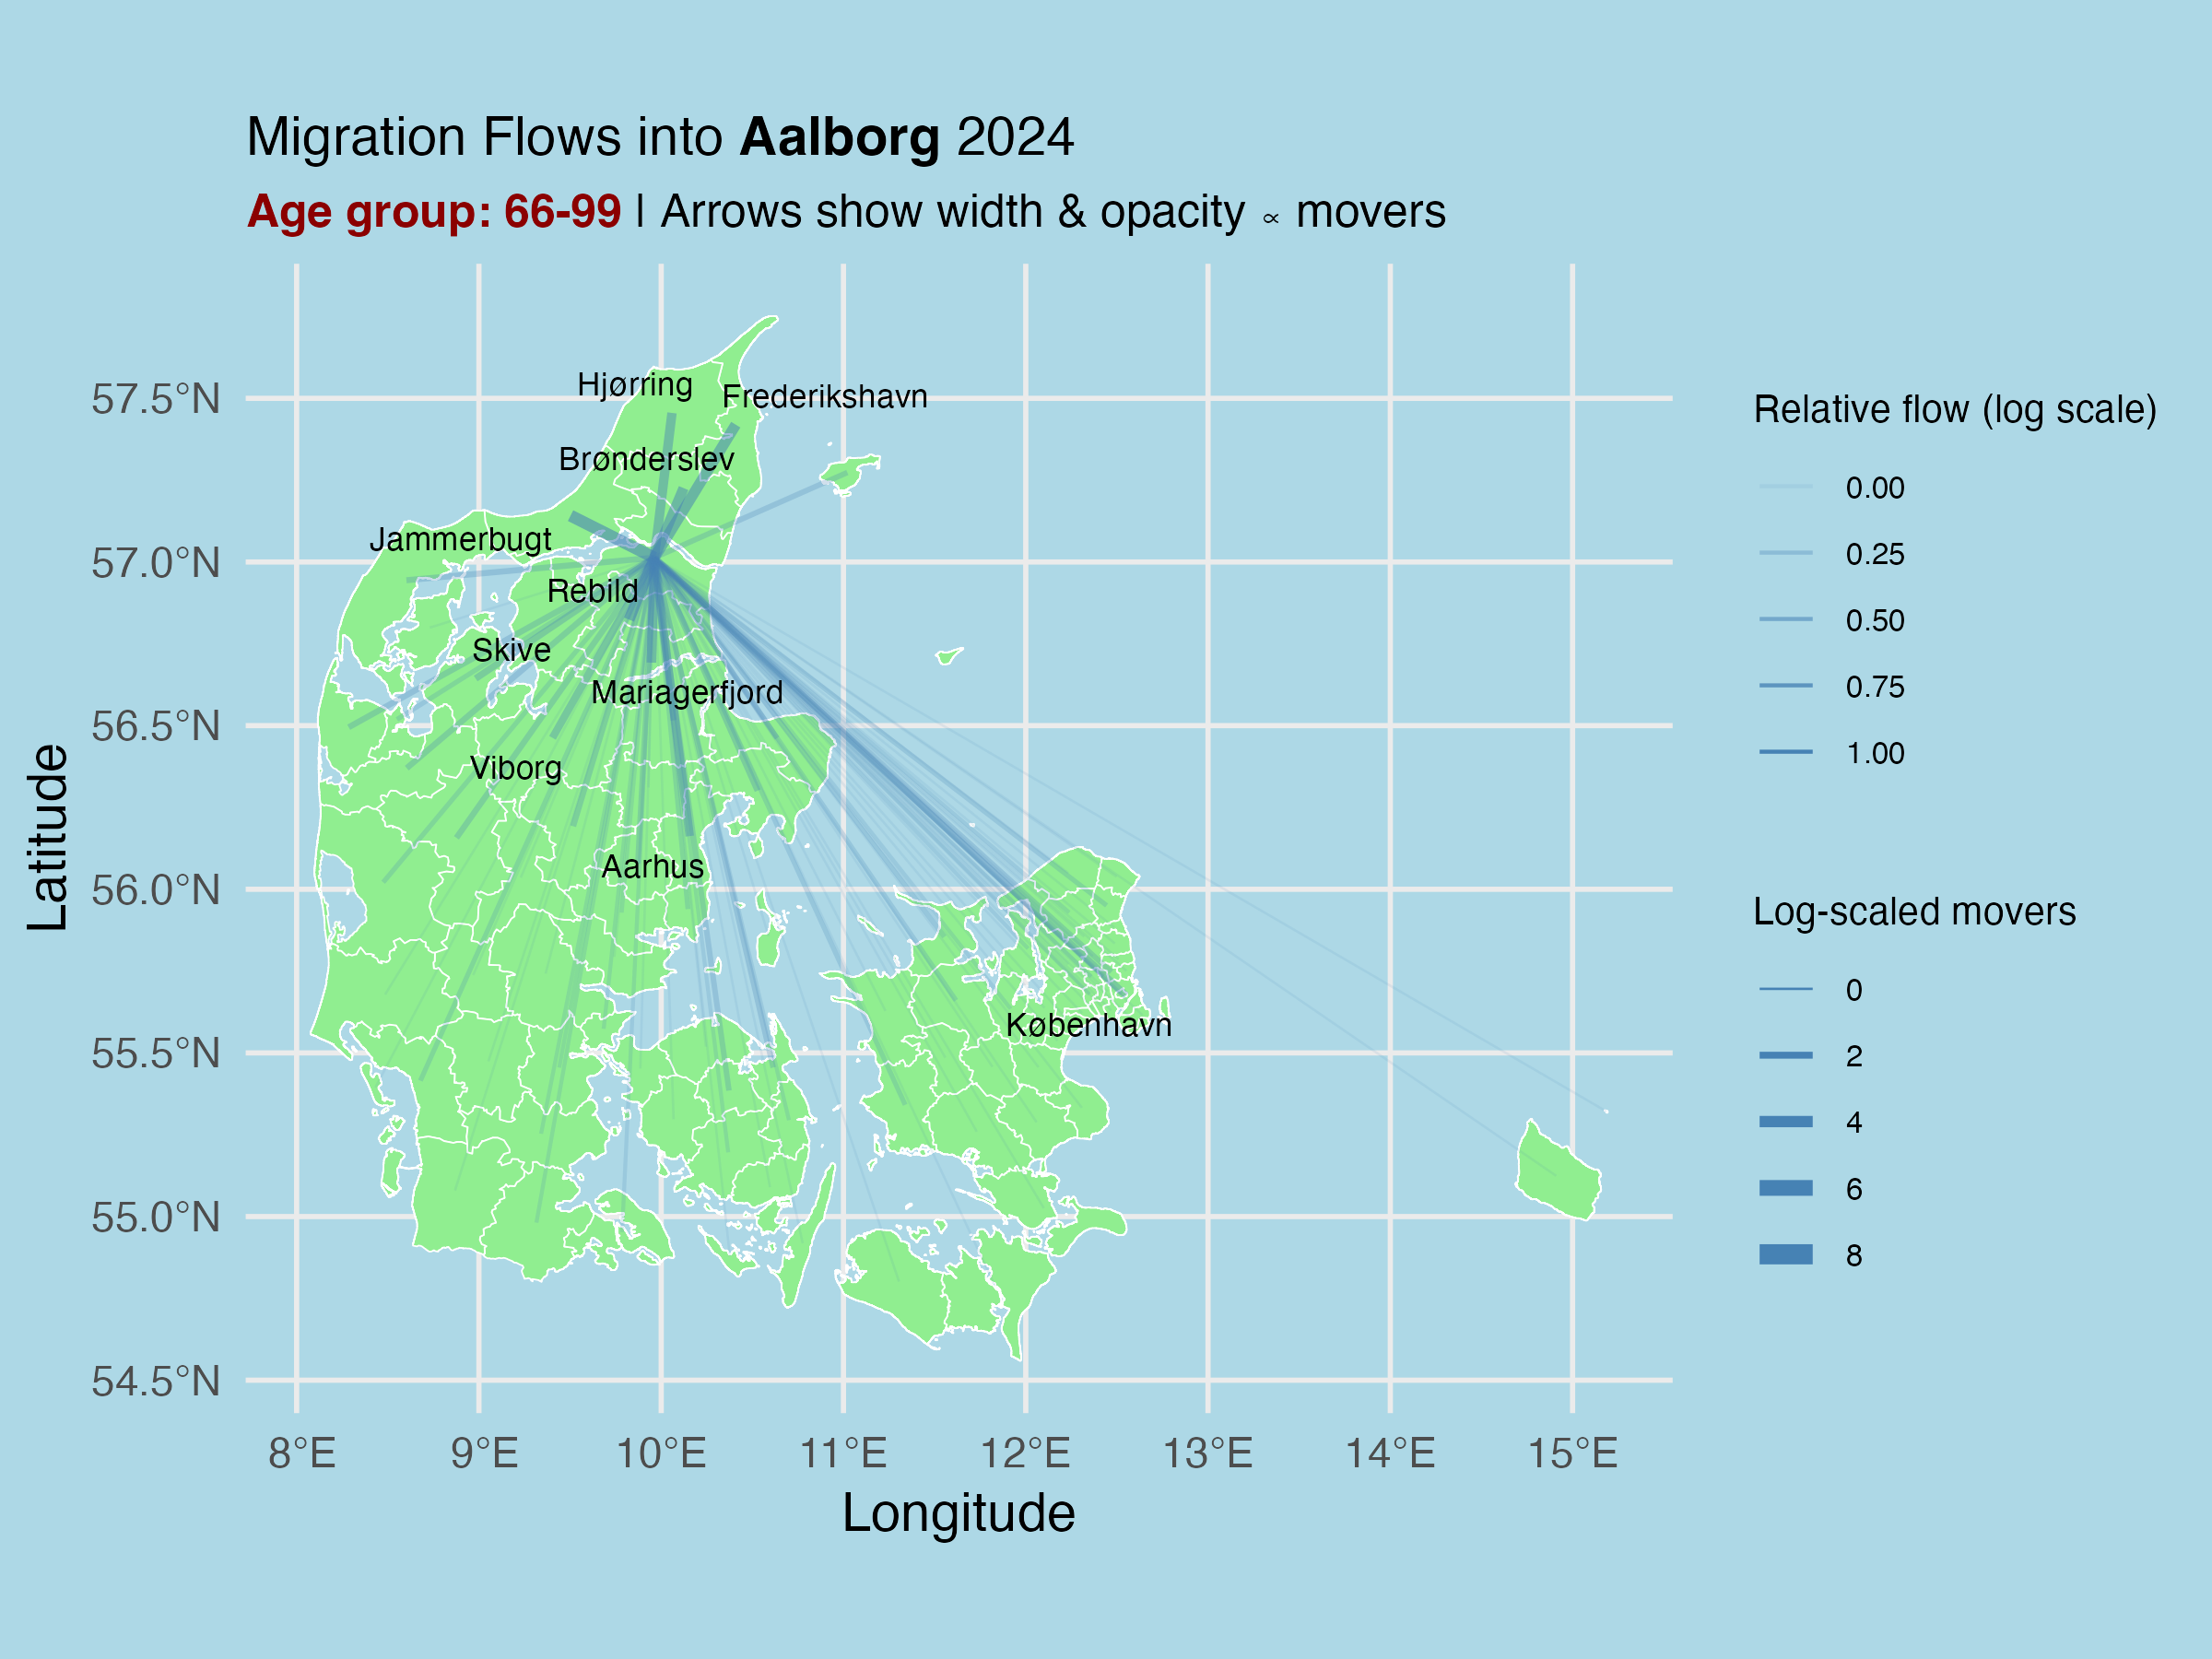 Migration Flows into Aalborg 2024
Age group: 66-99 | Arrows show width & opacity ∝ movers
57.5°N
57.0°N
56.5°N
56.0°N
55.5°N
55.0°N
54.5°N
Latitude
Hjørring
Frederikshavn
Brønderslev
Jammerbugt
Rebild
Skive
Mariagerfjord
Viborg
Aarhus
København
8°E
9°E
10°E
11°E
12°E
13°E
14°E
15°E
Longitude
Relative flow (log scale)
0.00
0.25
0.50
0.75
1.00
Log-scaled movers
0
2
4
6
8